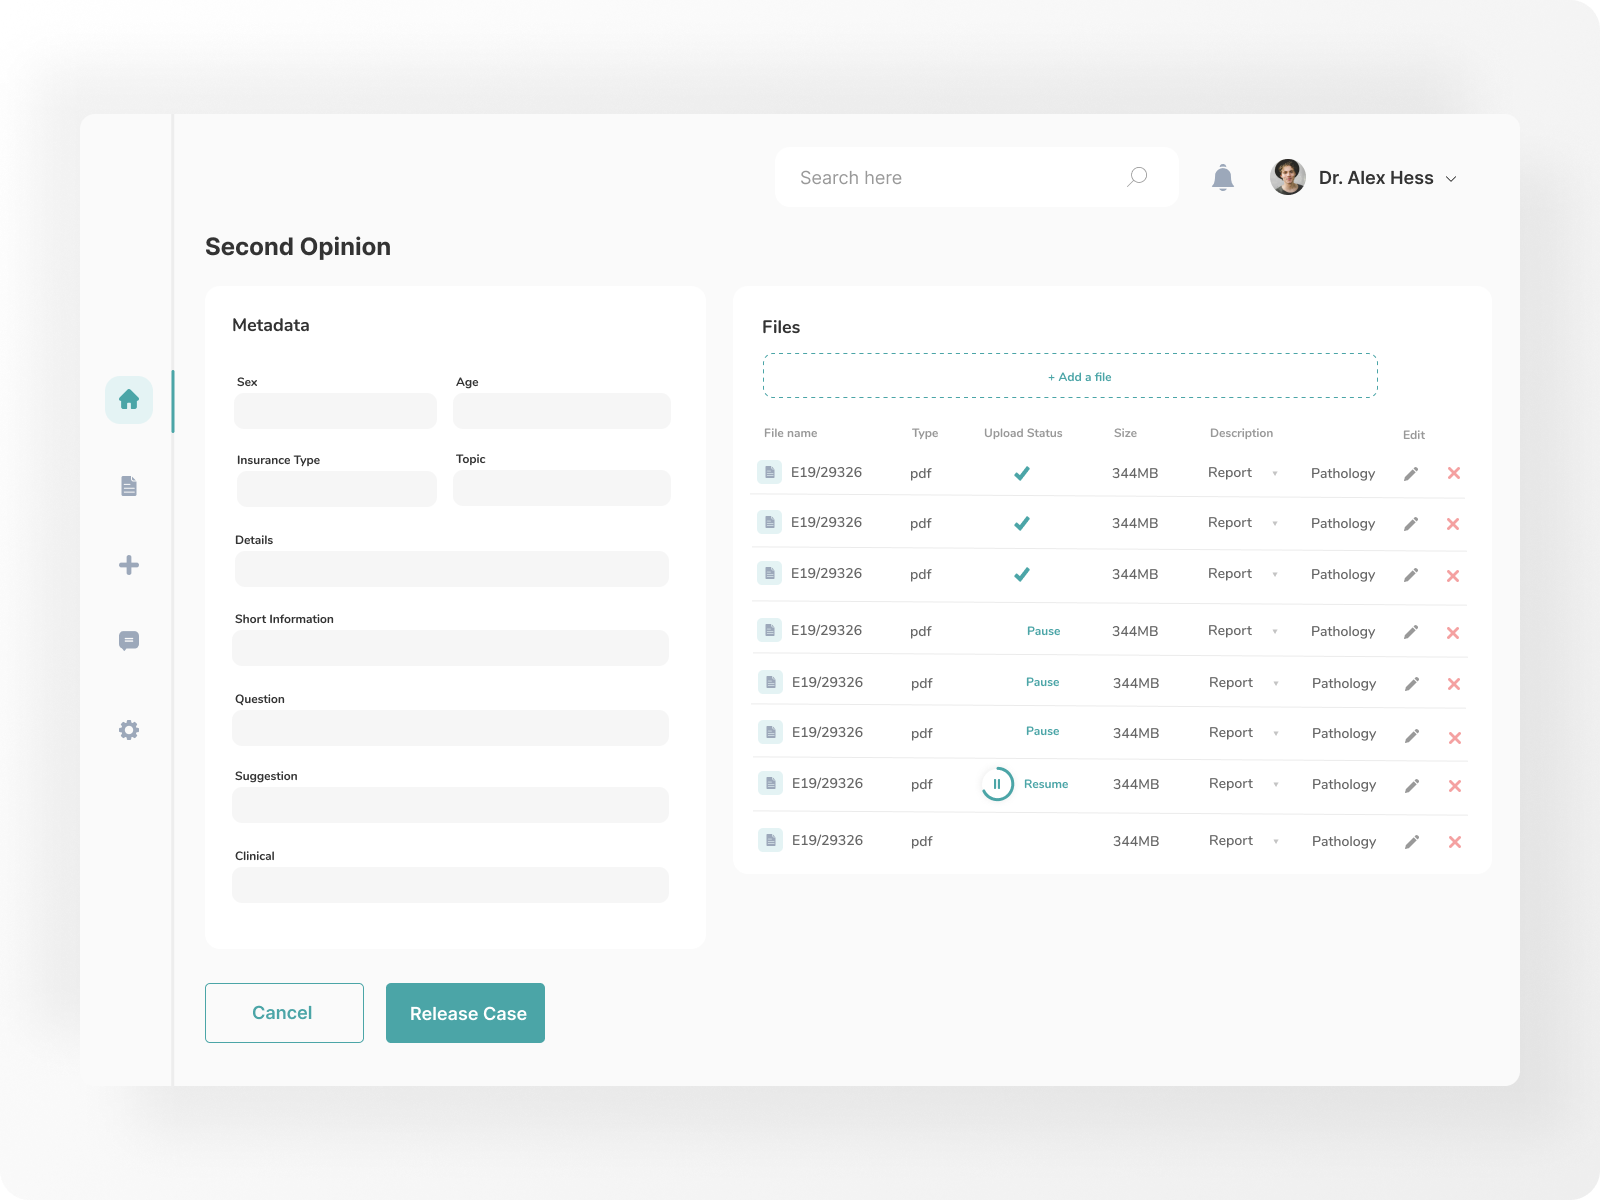 Search here
Dr. Alex Hess
Second Opinion
Metadata
Sex Age
Insurance Type Topic
Details
Short Information
Question
Suggestion
Clinical
Cancel Release Case
Files
+ Add a file
File name Type Upload Status Size Description Edit
E19/29326 pdf 344MB Report Pathology
E19/29326 pdf 344MB Report Pathology
E19/29326 pdf 344MB Report Pathology
E19/29326 pdf Pause 344MB Report Pathology
E19/29326 pdf Pause 344MB Report Pathology
E19/29326 pdf Pause 344MB Report Pathology
E19/29326 pdf Resume 344MB Report Pathology
E19/29326 pdf 344MB Report Pathology